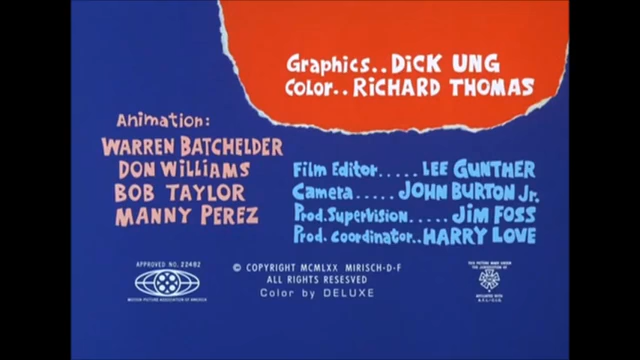 Graphics..DICK UNG
Color..RICHARD THOMAS
Animation:
WARREN BATCHELDER
DON WILLIAMS
BOB TAYLOR
MANNY PEREZ
Film Editor.....LEE GUNTHER
Camera.....JOHN BURTON Jr.
Prod. Supervision.....JIM FOSS
Prod. Coordinator..HARRY LOVE
APPROVED NO. 22482
MOTION PICTURE ASSOCIATION OF AMERICA
© COPYRIGHT MCMLXX MIRISCH-D-F
ALL RIGHTS RESERVED
Color by DELUXE